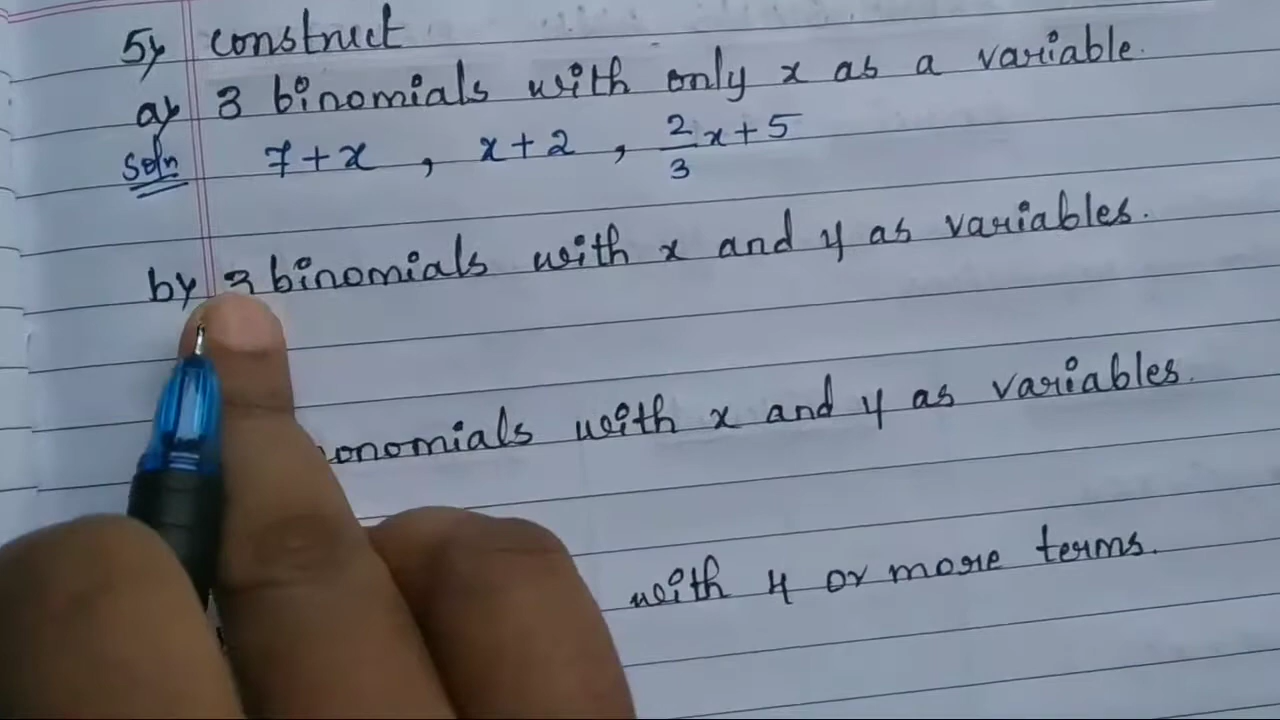 5) construct
a) 3 binomials with only x as a variable.
Soln 7 + x , x + 2 , 2/3 x + 5
b) 3 binomials with x and y as variables.
onomials with x and y as variables.
with 4 or more terms.